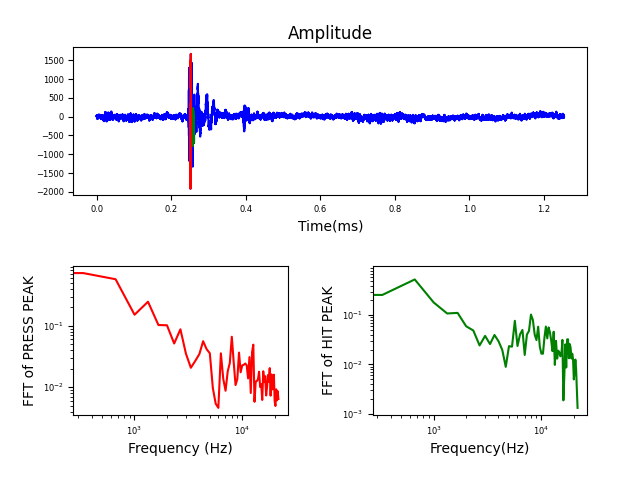 Amplitude
1500
1000
500
0
−500
−1000
−1500
−2000
0.0 0.2 0.4 0.6 0.8 1.0 1.2
Time(ms)
FFT of PRESS PEAK
10⁻¹
10⁻²
10³ 10⁴
Frequency (Hz)
FFT of HIT PEAK
10⁻¹
10⁻²
10⁻³
10³ 10⁴
Frequency(Hz)